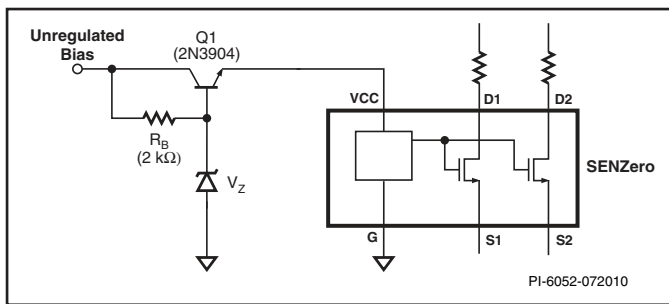 Unregulated
Bias
Q1
(2N3904)
R_B
(2 kΩ)
V_Z
VCC
D1
D2
SENZero
G
S1
S2
PI-6052-072010